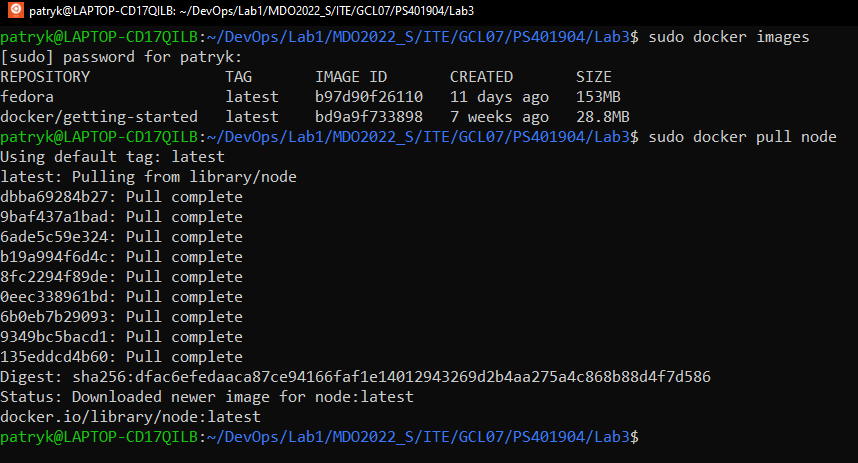 patryk@LAPTOP-CD17QILB: ~/DevOps/Lab1/MDO2022_S/ITE/GCL07/PS401904/Lab3
patryk@LAPTOP-CD17QILB:~/DevOps/Lab1/MDO2022_S/ITE/GCL07/PS401904/Lab3$ sudo docker images
[sudo] password for patryk:
REPOSITORY TAG IMAGE ID CREATED SIZE
fedora latest b97d90f26110 11 days ago 153MB
docker/getting-started latest bd9a9f733898 7 weeks ago 28.8MB
patryk@LAPTOP-CD17QILB:~/DevOps/Lab1/MDO2022_S/ITE/GCL07/PS401904/Lab3$ sudo docker pull node
Using default tag: latest
latest: Pulling from library/node
dbba69284b27: Pull complete
9baf437a1bad: Pull complete
6ade5c59e324: Pull complete
b19a994f6d4c: Pull complete
8fc2294f89de: Pull complete
0eec338961bd: Pull complete
6b0eb7b29093: Pull complete
9349bc5bacd1: Pull complete
135eddcd4b60: Pull complete
Digest: sha256:dfac6efedaaca87ce94166faf1e14012943269d2b4aa275a4c868b88d4f7d586
Status: Downloaded newer image for node:latest
docker.io/library/node:latest
patryk@LAPTOP-CD17QILB:~/DevOps/Lab1/MDO2022_S/ITE/GCL07/PS401904/Lab3$